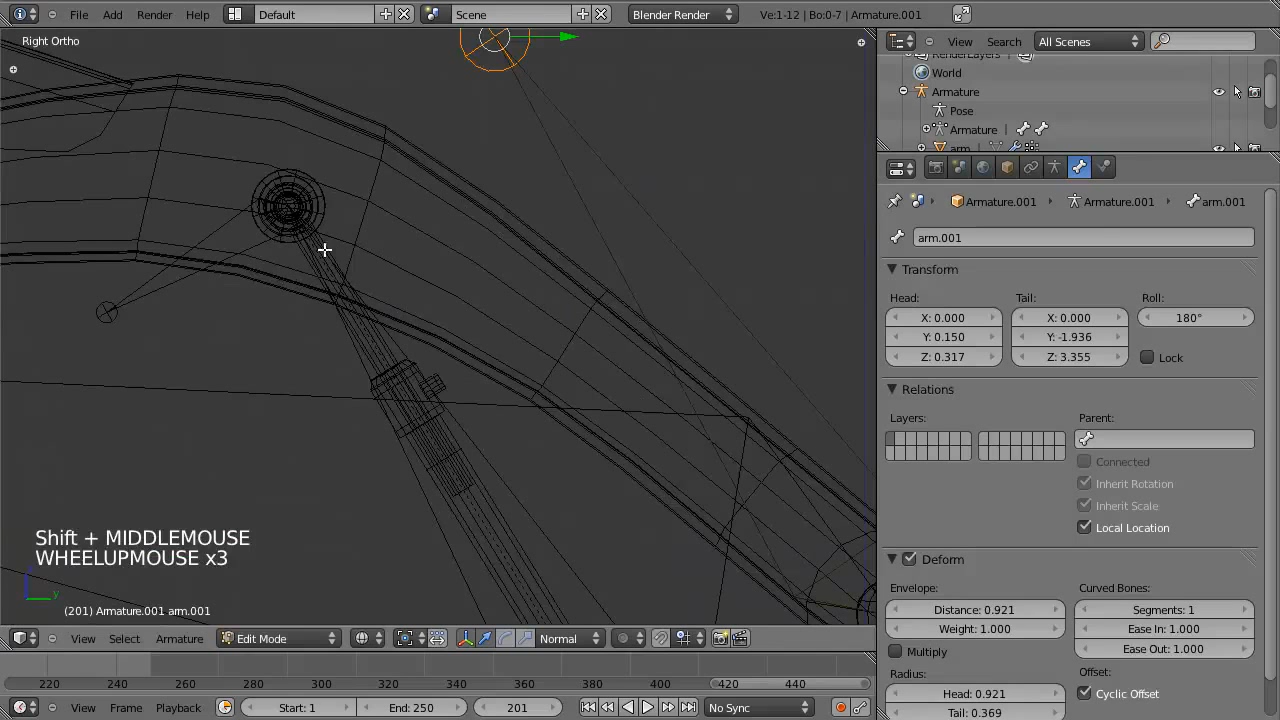 File Add Render Window Help Default Scene Blender Render Ve:1-12 | Bo:0-7 | Armature.001
Right Ortho
View Search All Scenes
RenderLayers
World
Armature
Pose
Armature
arm
Armature.001 Armature.001 arm.001
arm.001
Transform
Head: Tail: Roll:
X: 0.000 X: 0.000 180°
Y: 0.150 Y: -1.936 Lock
Z: 0.317 Z: 3.355
Relations
Layers: Parent:
Connected
Inherit Rotation
Inherit Scale
Local Location
Deform
Envelope: Curved Bones:
Distance: 0.921 Segments: 1
Weight: 1.000 Ease In: 1.000
Multiply Ease Out: 1.000
Radius: Offset:
Head: 0.921 Cyclic Offset
Tail: 0.369
Shift + MIDDLEMOUSE
WHEELUPMOUSE x3
y
(201) Armature.001 arm.001
View Select Armature Edit Mode Normal
220 240 260 280 300 320 340 360 380 400 420 440
View Frame Playback Start: 1 End: 250 201 No Sync